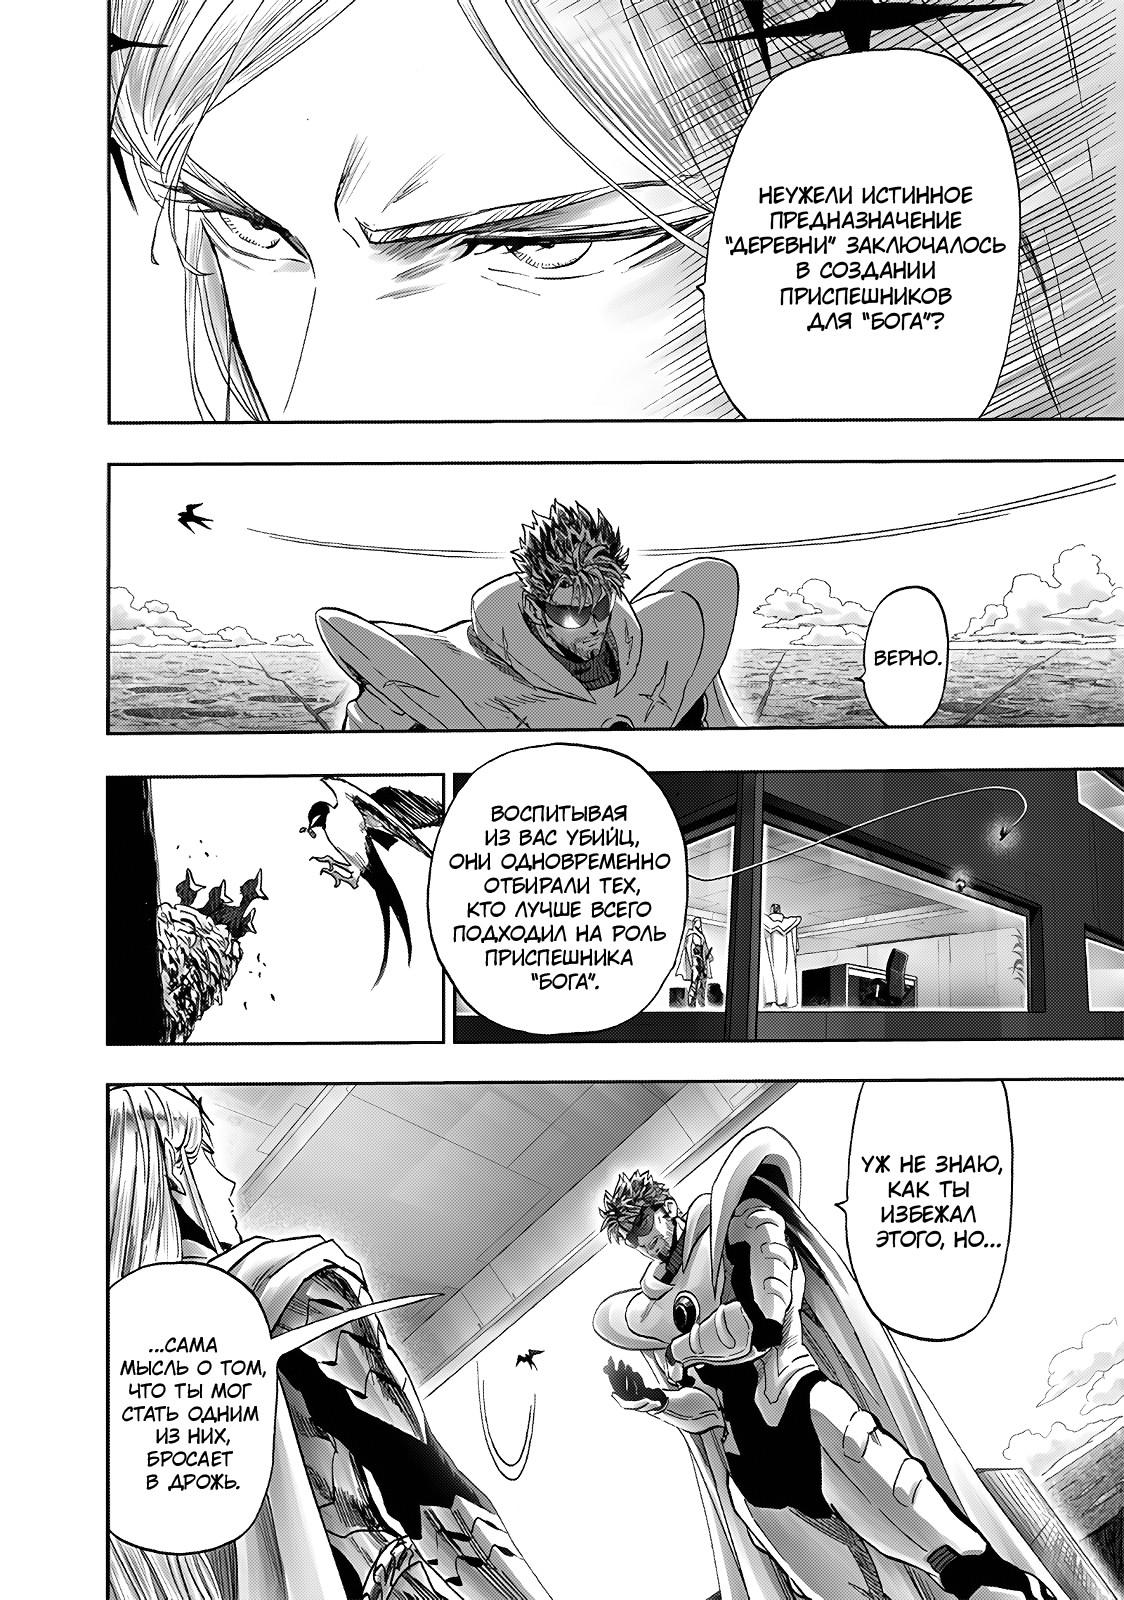 НЕУЖЕЛИ ИСТИННОЕ
ПРЕДНАЗНАЧЕНИЕ
"ДЕРЕВНИ" ЗАКЛЮЧАЛОСЬ
В СОЗДАНИИ
ПРИСПЕШНИКОВ
ДЛЯ "БОГА"?
ВЕРНО.
ВОСПИТЫВАЯ
ИЗ ВАС УБИЙЦ,
ОНИ ОДНОВРЕМЕННО
ОТБИРАЛИ ТЕХ,
КТО ЛУЧШЕ ВСЕГО
ПОДХОДИЛ НА РОЛЬ
ПРИСПЕШНИКА
"БОГА".
УЖ НЕ ЗНАЮ,
КАК ТЫ
ИЗБЕЖАЛ
ЭТОГО, НО...
...САМА
МЫСЛЬ О ТОМ,
ЧТО ТЫ МОГ
СТАТЬ ОДНИМ
ИЗ НИХ,
БРОСАЕТ
В ДРОЖЬ.